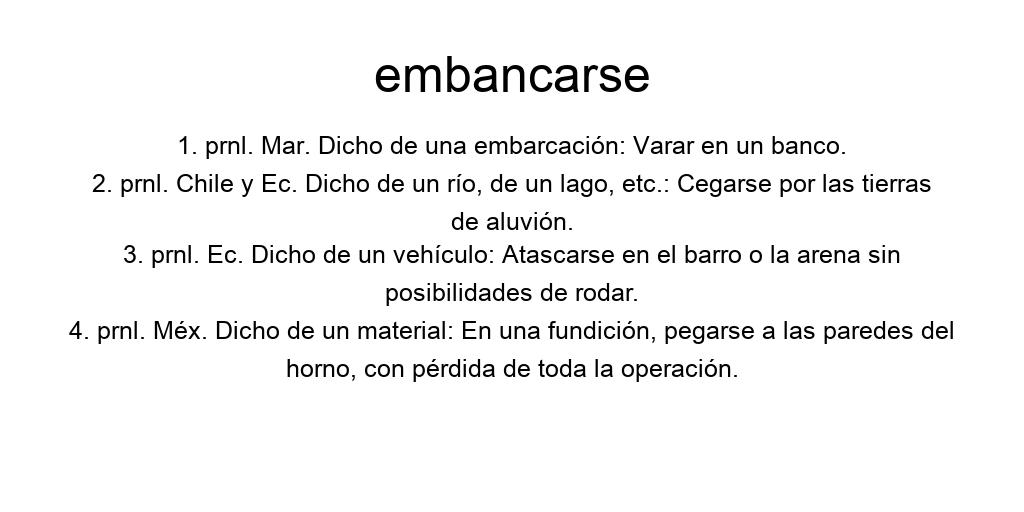 embancarse
1. prnl. Mar. Dicho de una embarcación: Varar en un banco.
2. prnl. Chile y Ec. Dicho de un río, de un lago, etc.: Cegarse por las tierras
de aluvión.
3. prnl. Ec. Dicho de un vehículo: Atascarse en el barro o la arena sin
posibilidades de rodar.
4. prnl. Méx. Dicho de un material: En una fundición, pegarse a las paredes del
horno, con pérdida de toda la operación.